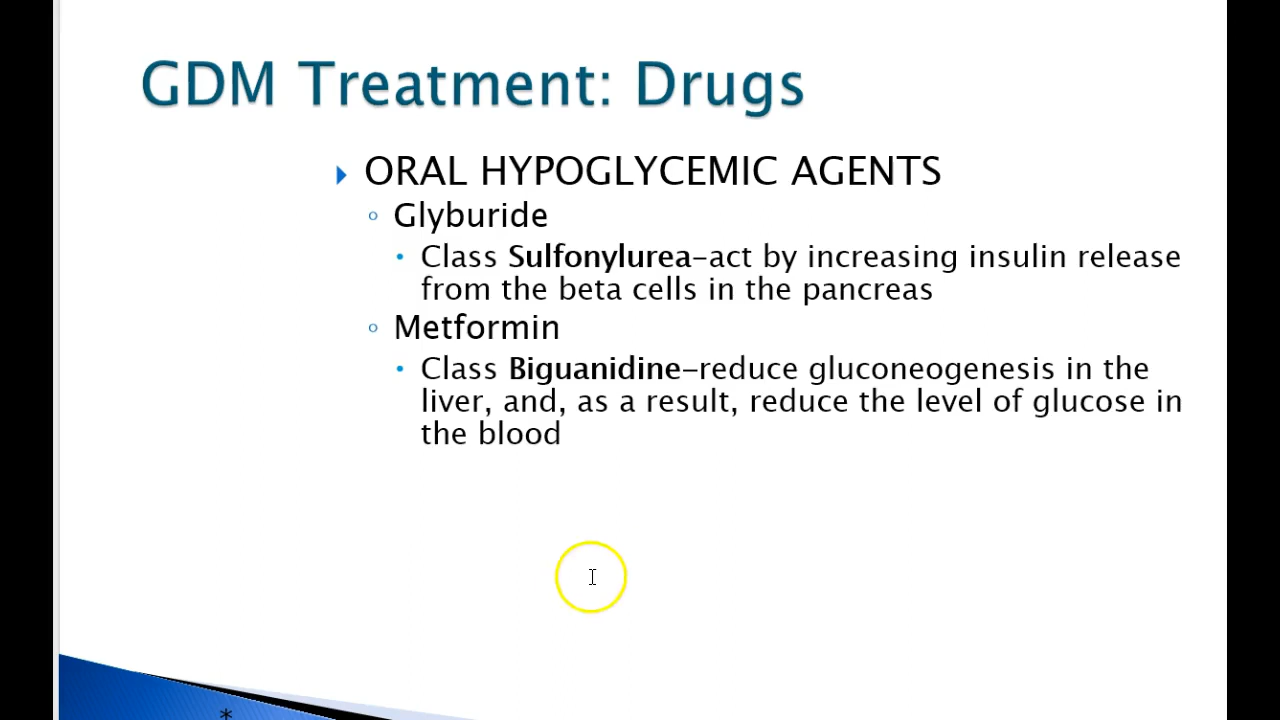 GDM Treatment: Drugs
ORAL HYPOGLYCEMIC AGENTS
Glyburide
Class Sulfonylurea-act by increasing insulin release
from the beta cells in the pancreas
Metformin
Class Biguanidine-reduce gluconeogenesis in the
liver, and, as a result, reduce the level of glucose in
the blood
*